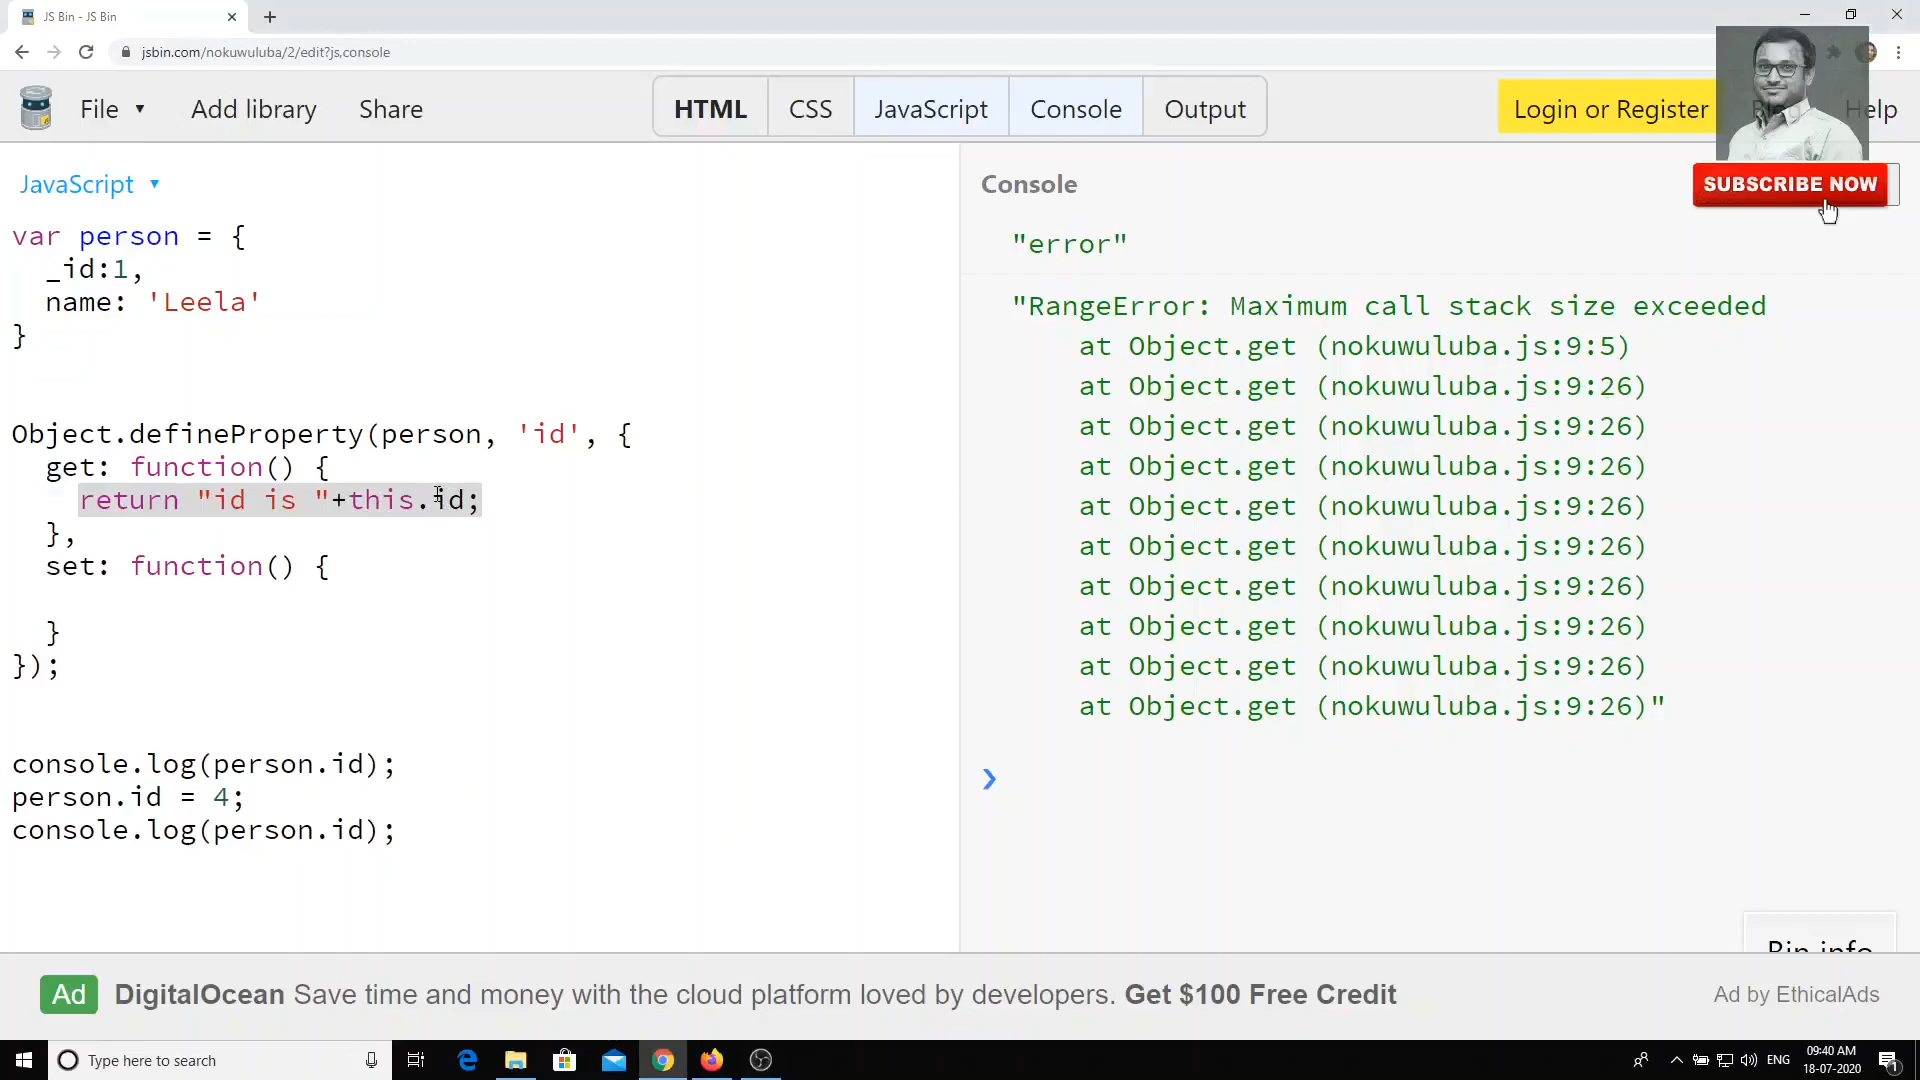 JS Bin - JS Bin
jsbin.com/nokuwuluba/2/edit?js,console
File
Add library
Share
HTML
CSS
JavaScript
Console
Output
Login or Register
Blog
Help
JavaScript
Console
SUBSCRIBE NOW
var person = {
_id:1,
name: 'Leela'
}
Object.defineProperty(person, 'id', {
get: function() {
return "id is "+this.id;
},
set: function() {
}
});
console.log(person.id);
person.id = 4;
console.log(person.id);
"error"
"RangeError: Maximum call stack size exceeded
at Object.get (nokuwuluba.js:9:5)
at Object.get (nokuwuluba.js:9:26)
at Object.get (nokuwuluba.js:9:26)
at Object.get (nokuwuluba.js:9:26)
at Object.get (nokuwuluba.js:9:26)
at Object.get (nokuwuluba.js:9:26)
at Object.get (nokuwuluba.js:9:26)
at Object.get (nokuwuluba.js:9:26)
at Object.get (nokuwuluba.js:9:26)
at Object.get (nokuwuluba.js:9:26)"
Bin info
Ad DigitalOcean Save time and money with the cloud platform loved by developers. Get $100 Free Credit
Ad by EthicalAds
Type here to search
ENG
09:40 AM
18-07-2020
1